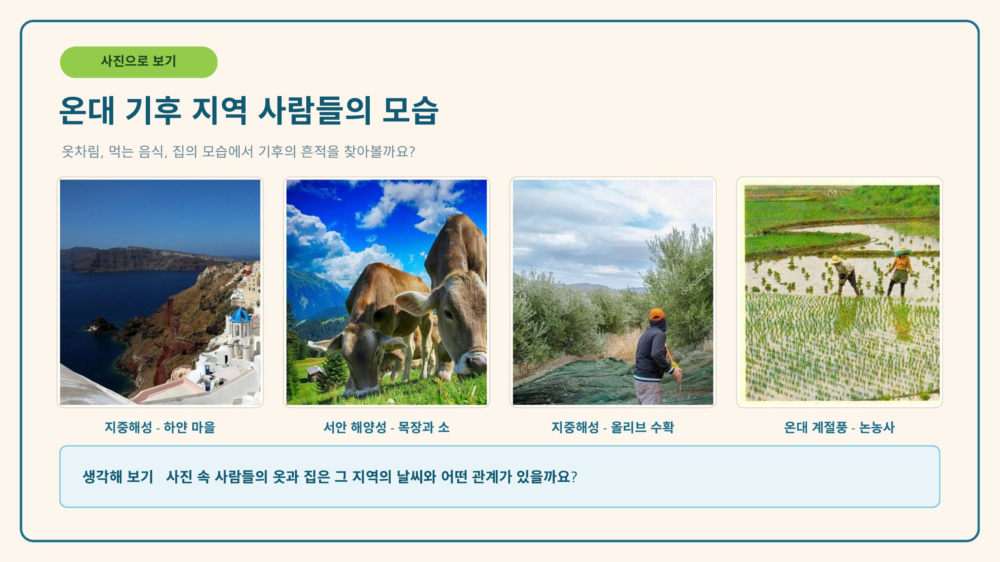 사진으로 보기
온대 기후 지역 사람들의 모습
옷차림, 먹는 음식, 집의 모습에서 기후의 흔적을 찾아볼까요?
depositphotos
depositphotos
depositphotos
depositphotos
지중해성 - 하얀 마을
서안 해양성 - 목장과 소
지중해성 - 올리브 수확
온대 계절풍 - 논농사
생각해 보기 사진 속 사람들의 옷과 집은 그 지역의 날씨와 어떤 관계가 있을까요?